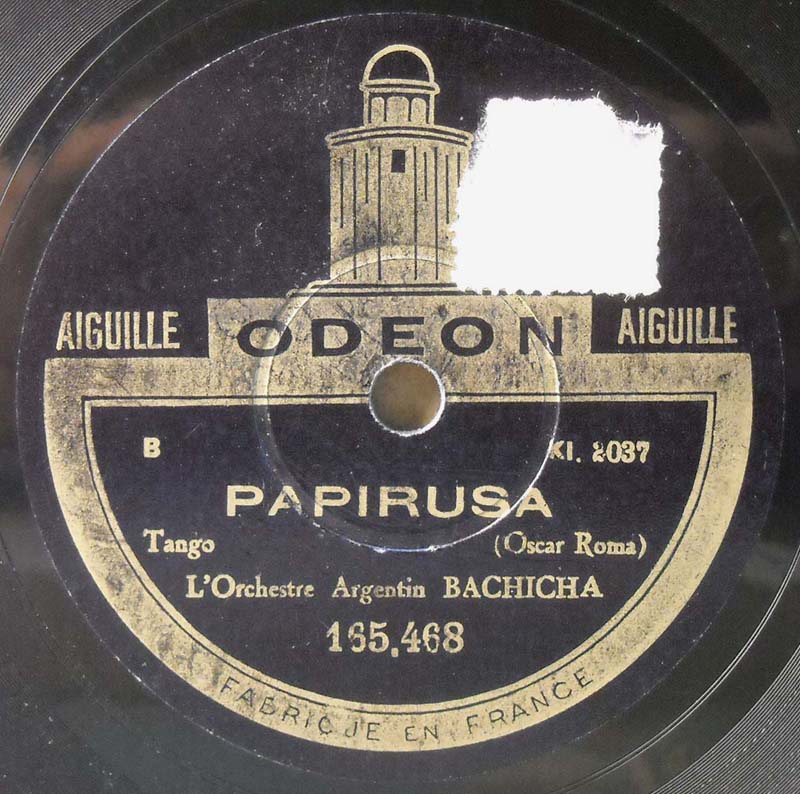 AIGUILLE ODEON AIGUILLE
B KI. 2037
PAPIRUSA
Tango (Oscar Roma)
L'Orchestre Argentin BACHICHA
165.468
FABRIQUE EN FRANCE